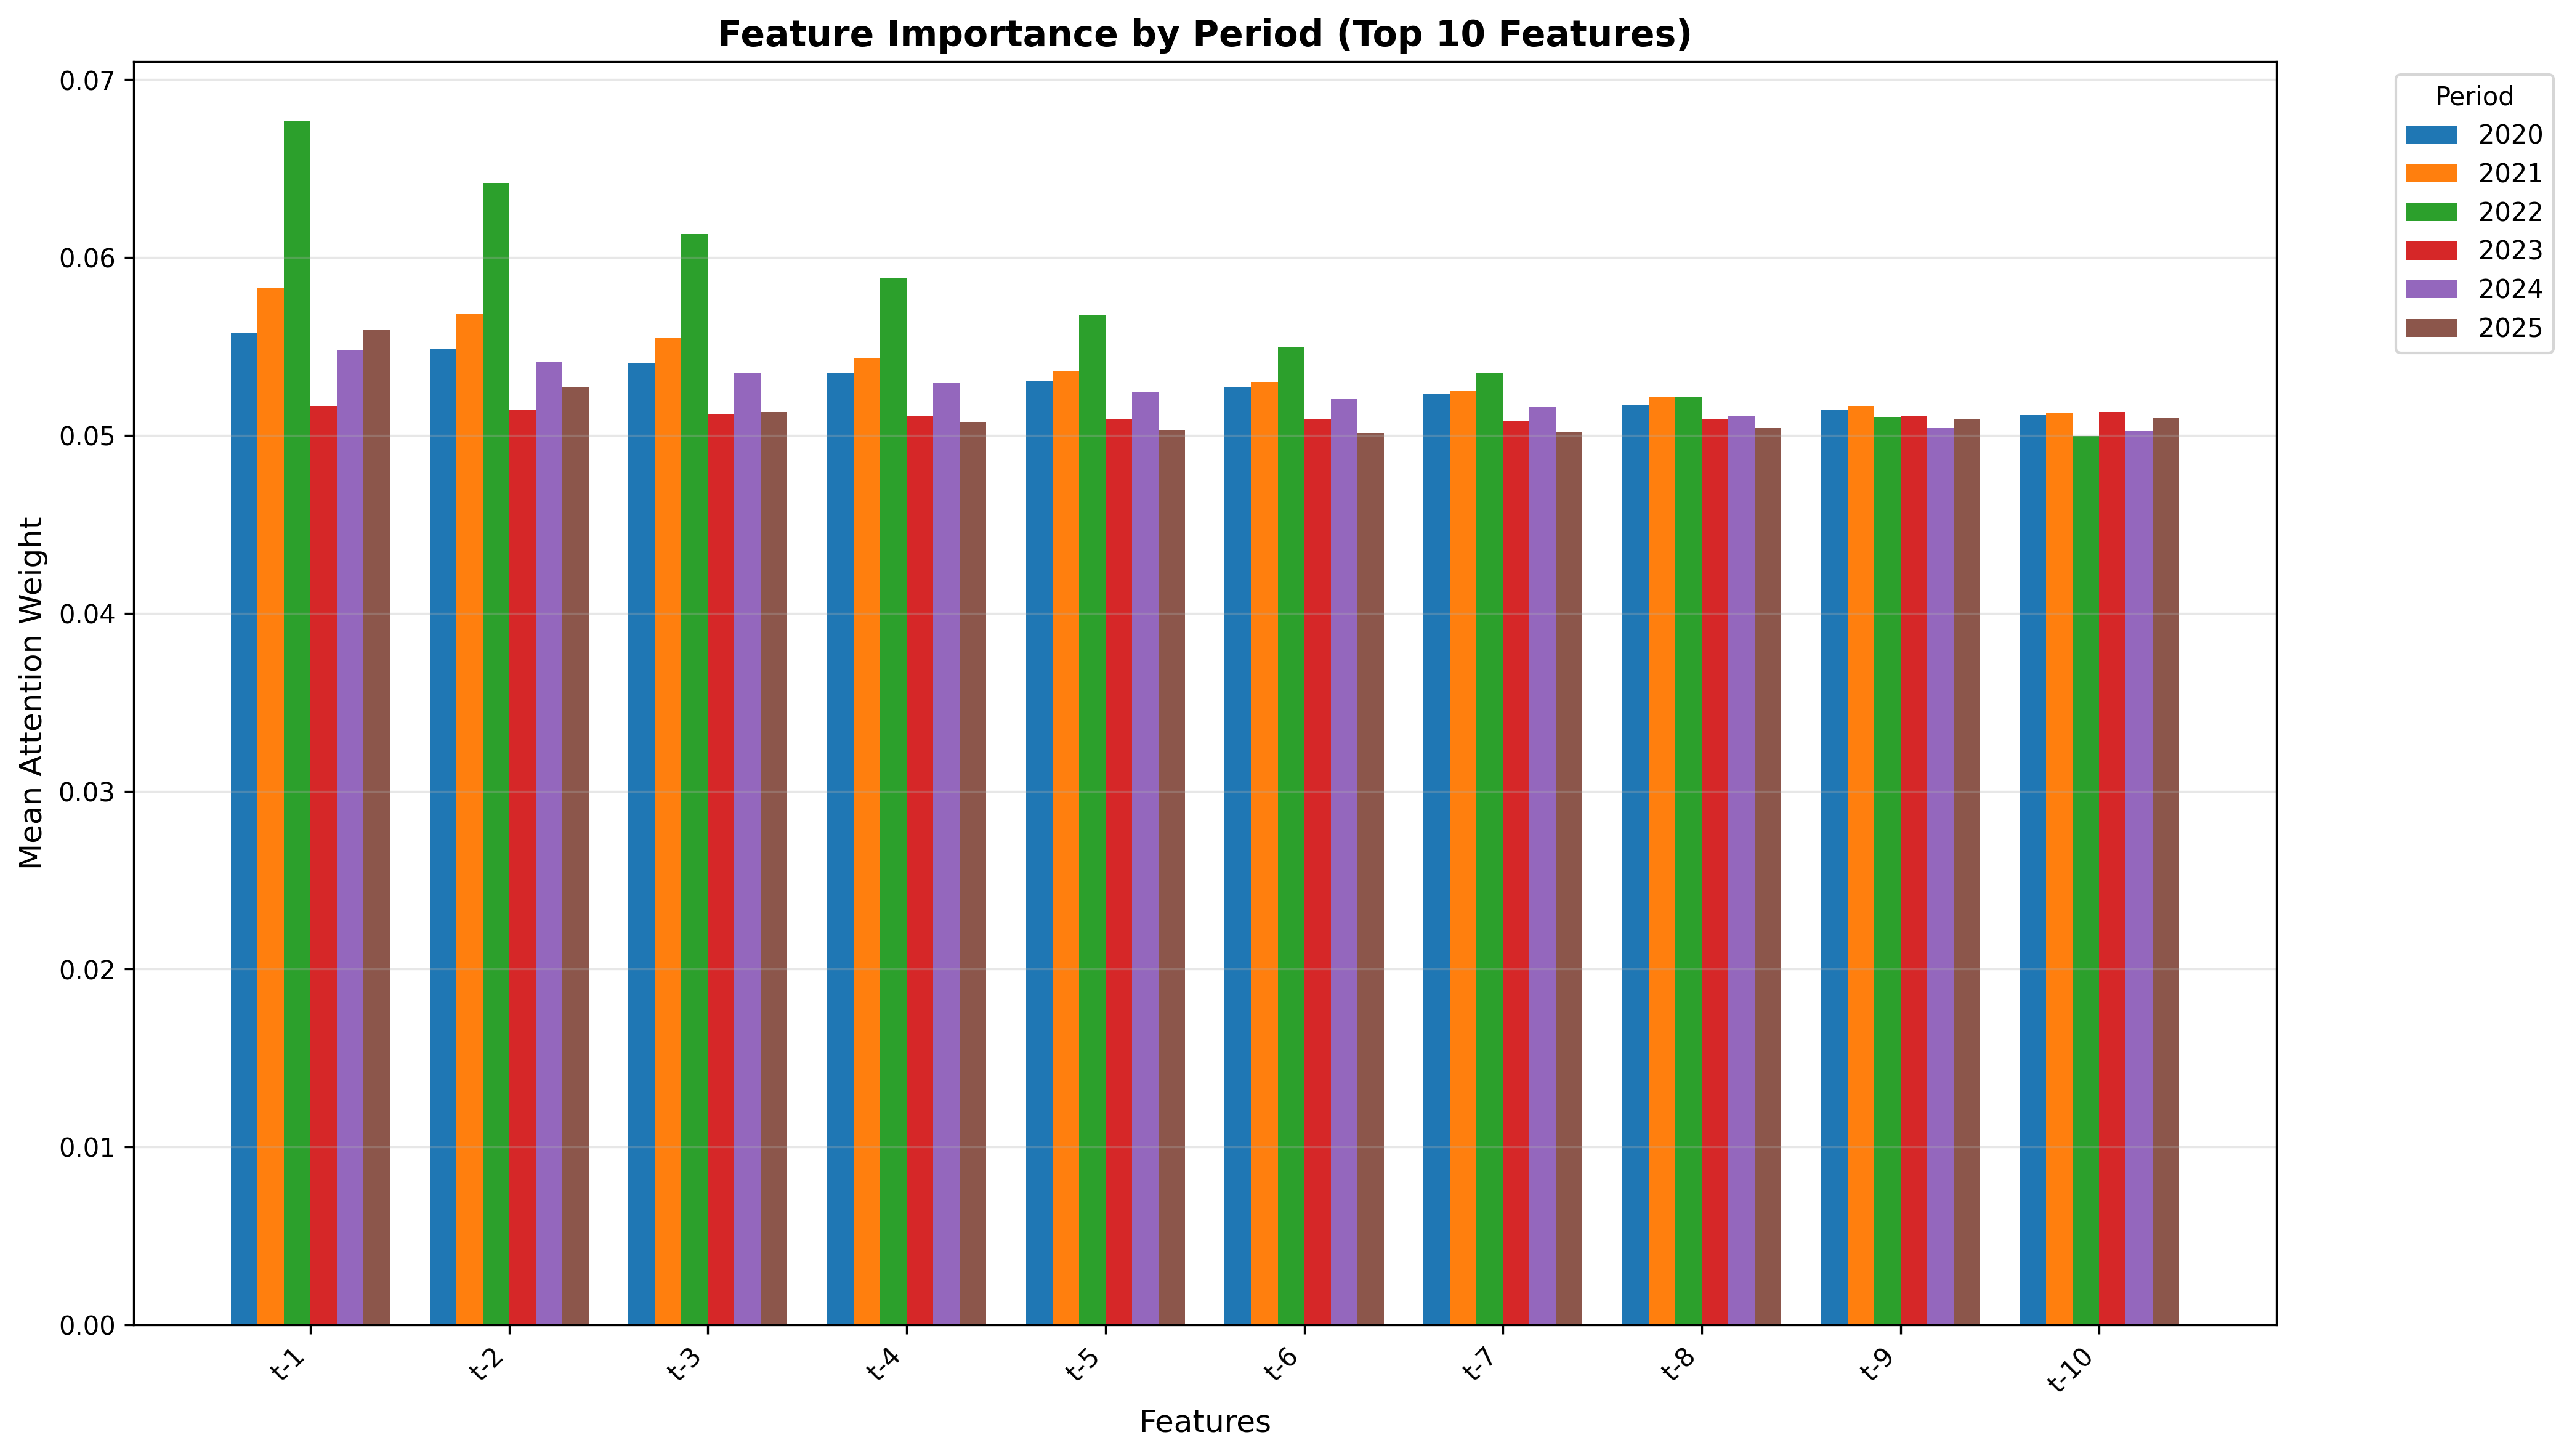 Feature Importance by Period (Top 10 Features)
Mean Attention Weight
0.07
0.06
0.05
0.04
0.03
0.02
0.01
0.00
t-1
t-2
t-3
t-4
t-5
t-6
t-7
t-8
t-9
t-10
Features
Period
2020
2021
2022
2023
2024
2025